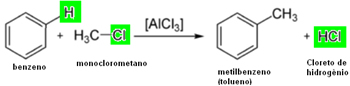 H
CH₃
+ H₃C—Cl [AlCl₃] + HCl
benzeno monoclorometano metilbenzeno (tolueno) Cloreto de hidrogênio